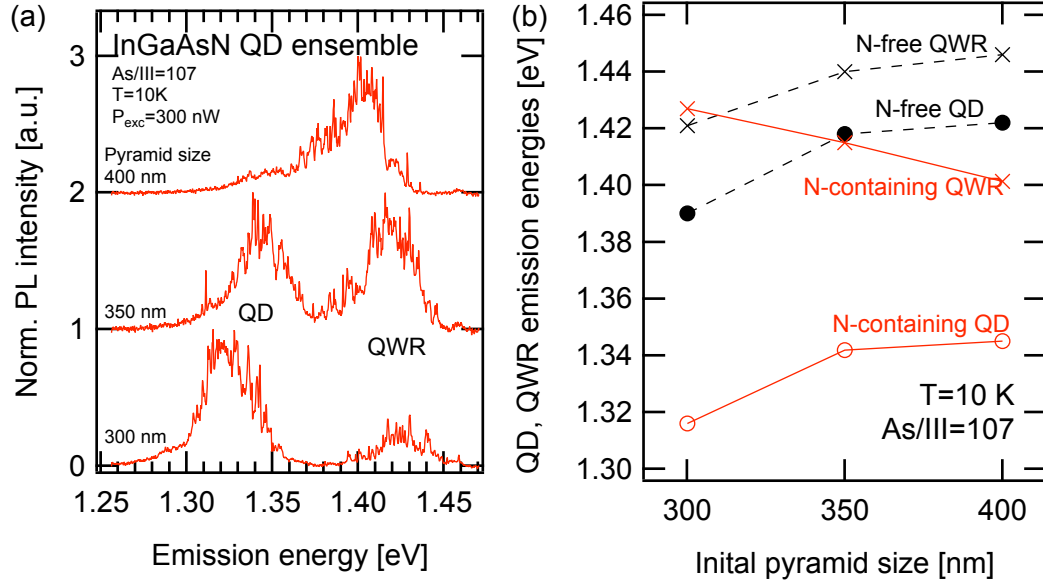 (a)
InGaAsN QD ensemble
As/III=107
T=10K
P_exc=300 nW
Pyramid size
400 nm
350 nm
300 nm
QD
QWR
3
2
1
0
Norm. PL intensity [a.u.]
1.25
1.30
1.35
1.40
1.45
Emission energy [eV]
(b)
N-free QWR
N-free QD
N-containing QWR
N-containing QD
T=10 K
As/III=107
1.44
1.42
1.40
1.38
1.36
1.34
1.32
1.30
QD, QWR emission energies [eV]
300
350
400
Inital pyramid size [nm]